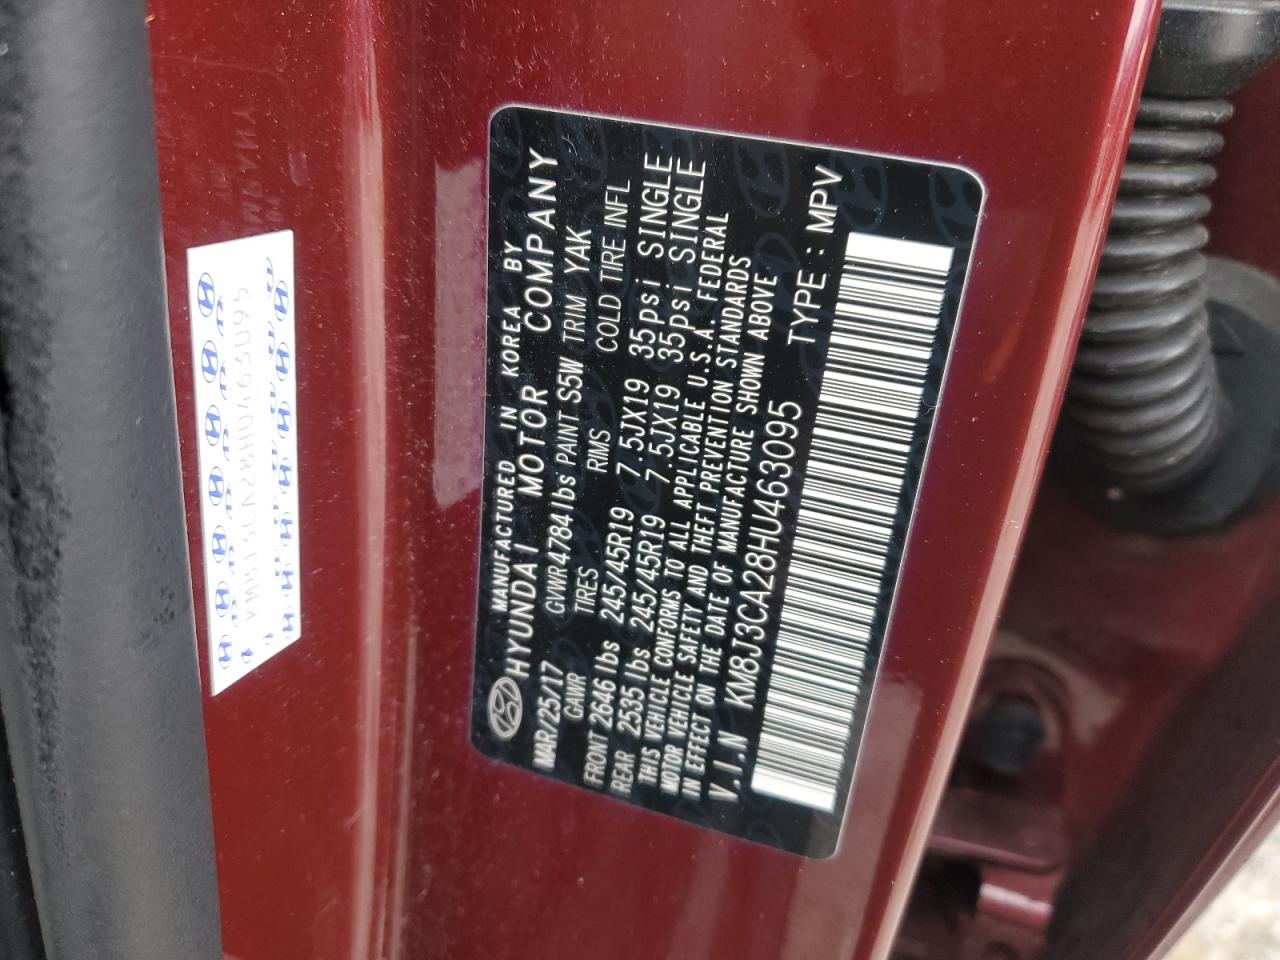 MANUFACTURED IN KOREA BY
HYUNDAI MOTOR COMPANY
MAR/25/17 GVWR 4784 lbs PAINT S5W TRIM YAK
GAWR TIRES RIMS COLD TIRE INFL
FRONT 2646 lbs 245/45R19 7.5JX19 35psi SINGLE
REAR 2535 lbs 245/45R19 7.5JX19 35psi SINGLE
THIS VEHICLE CONFORMS TO ALL APPLICABLE U.S.A. FEDERAL
MOTOR VEHICLE SAFETY AND THEFT PREVENTION STANDARDS
IN EFFECT ON THE DATE OF MANUFACTURE SHOWN ABOVE
V.I.N KM8J3CA28HU463095 TYPE : MPV